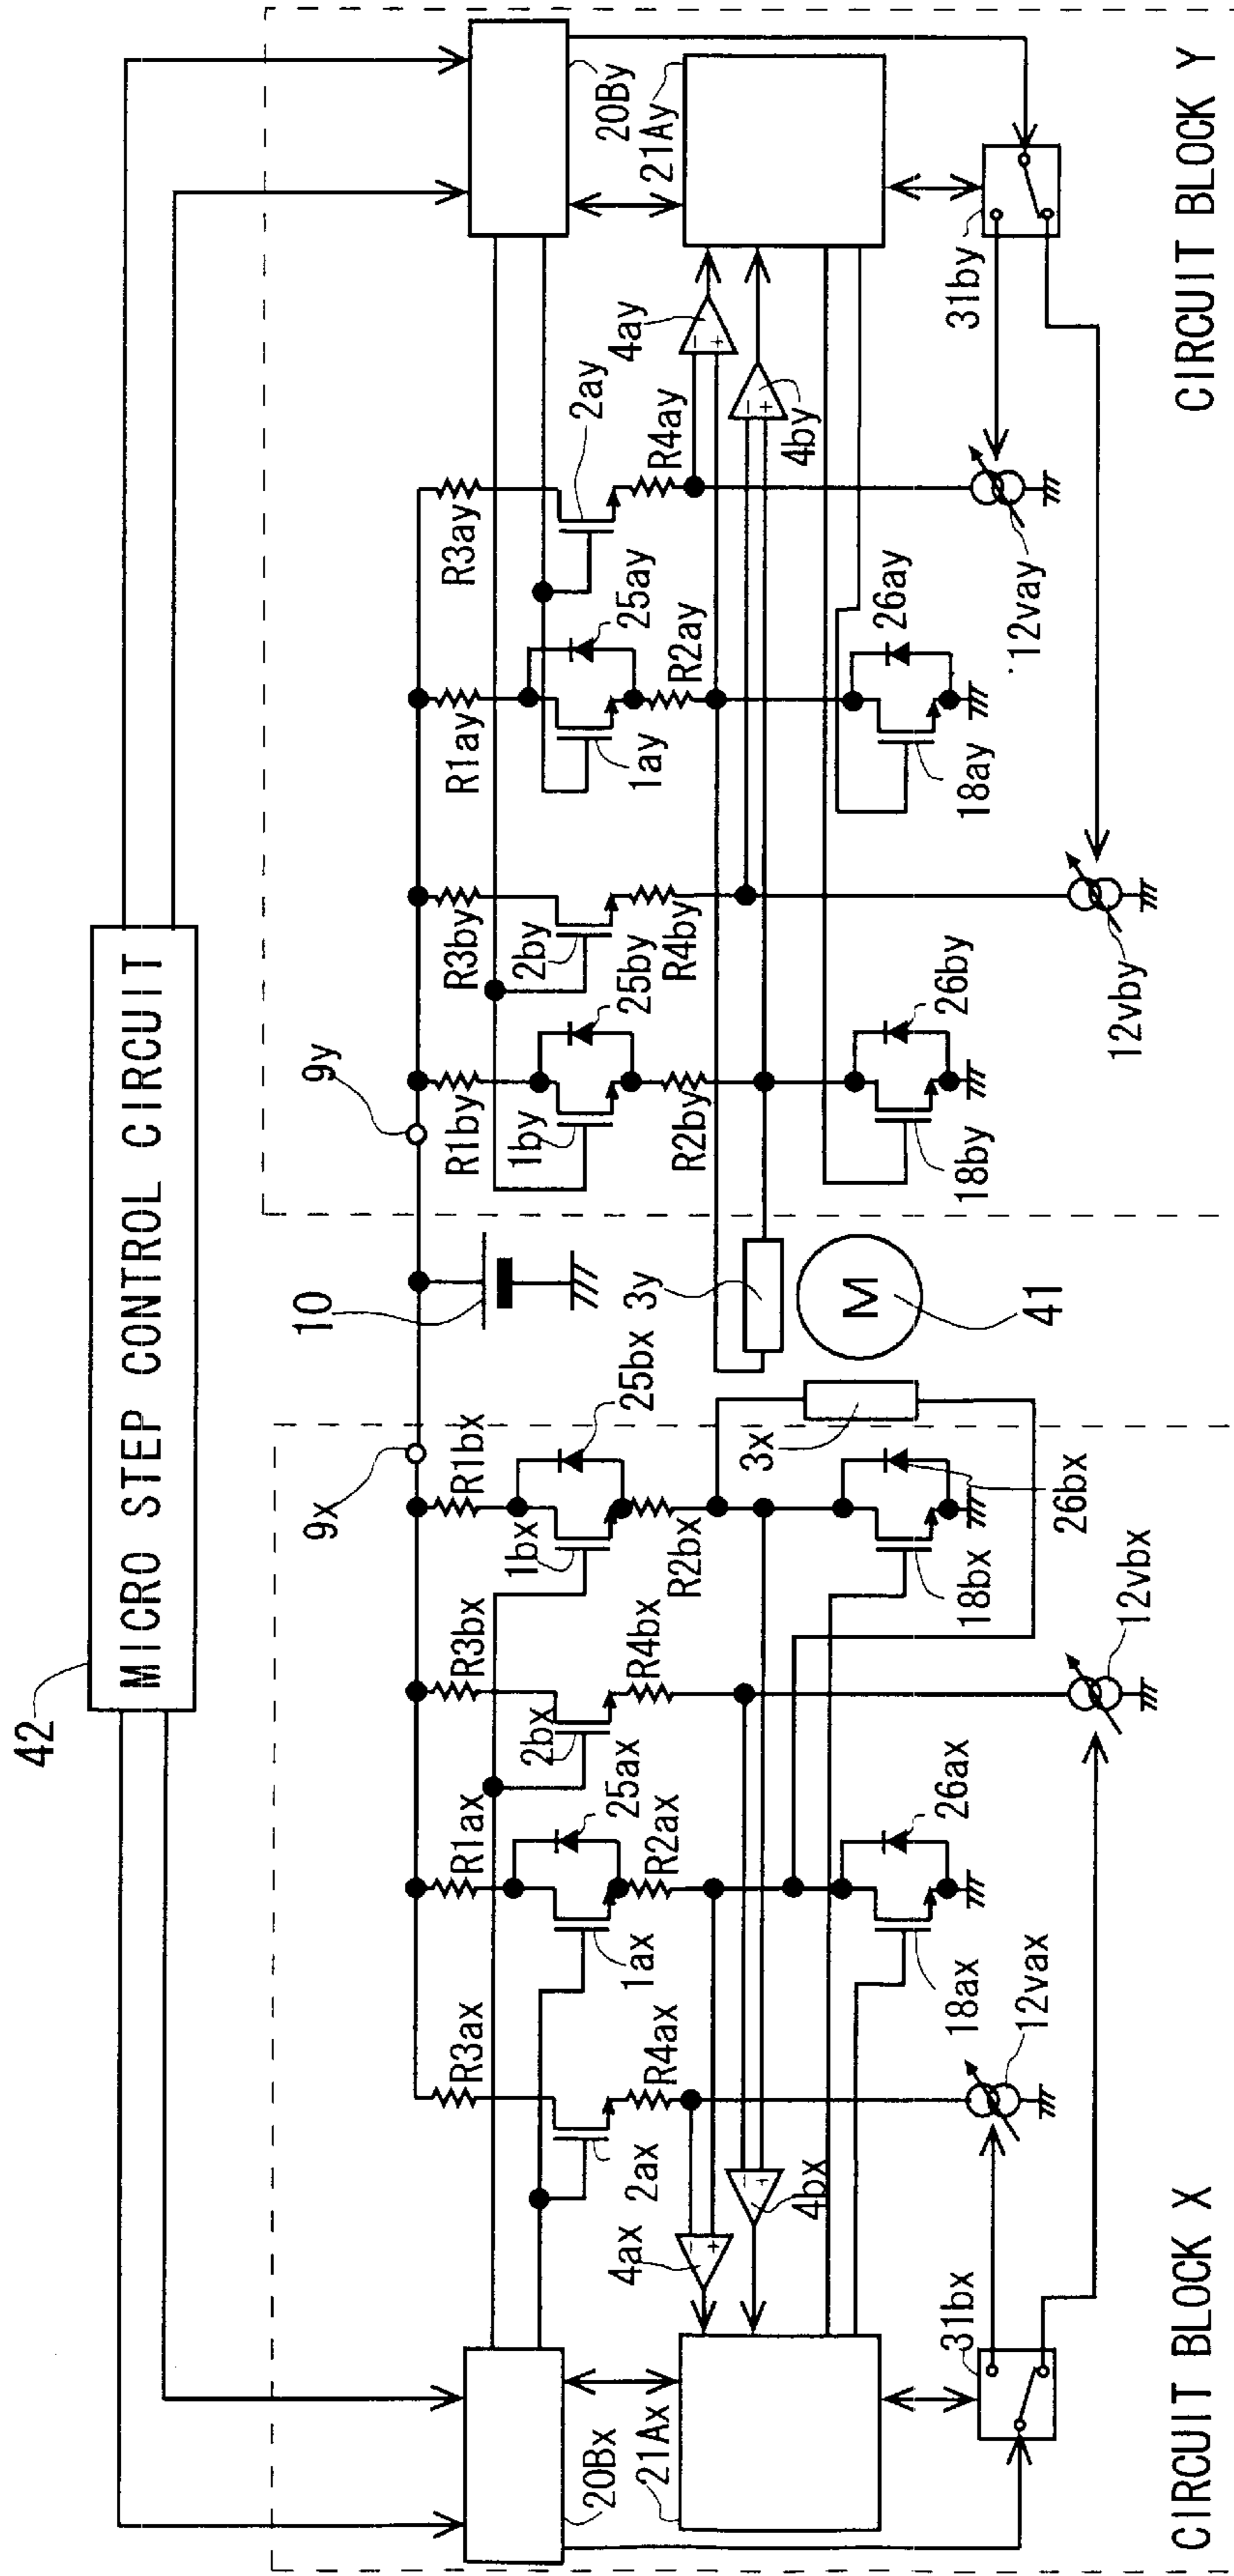 42
MICRO STEP CONTROL CIRCUIT
9x
10
9y
R3ax
R1ax
R3bx
R1bx
R1by
R3by
R1ay
R3ay
2ax
1ax
25ax
2bx
1bx
25bx
1by
25by
2by
1ay
25ay
2ay
20Bx
20By
R4ax
R2ax
R4bx
R2bx
3y
R2by
R4by
R2ay
R4ay
4ax
- +
4bx
- +
4ay
- +
4by
- +
21Ax
21Ay
3x
M
41
18ax
26ax
18bx
26bx
18by
26by
18ay
26ay
31bx
12vax
12vbx
12vby
12vay
31by
CIRCUIT BLOCK X
CIRCUIT BLOCK Y